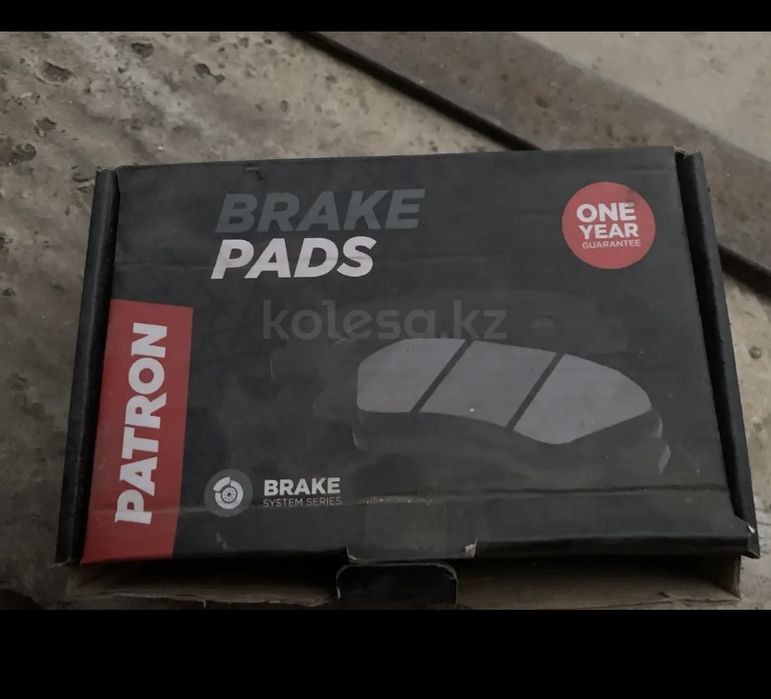 BRAKE
PADS
ONE
YEAR
GUARANTEE
kolesa.kz
PATRON
BRAKE
SYSTEM SERIES